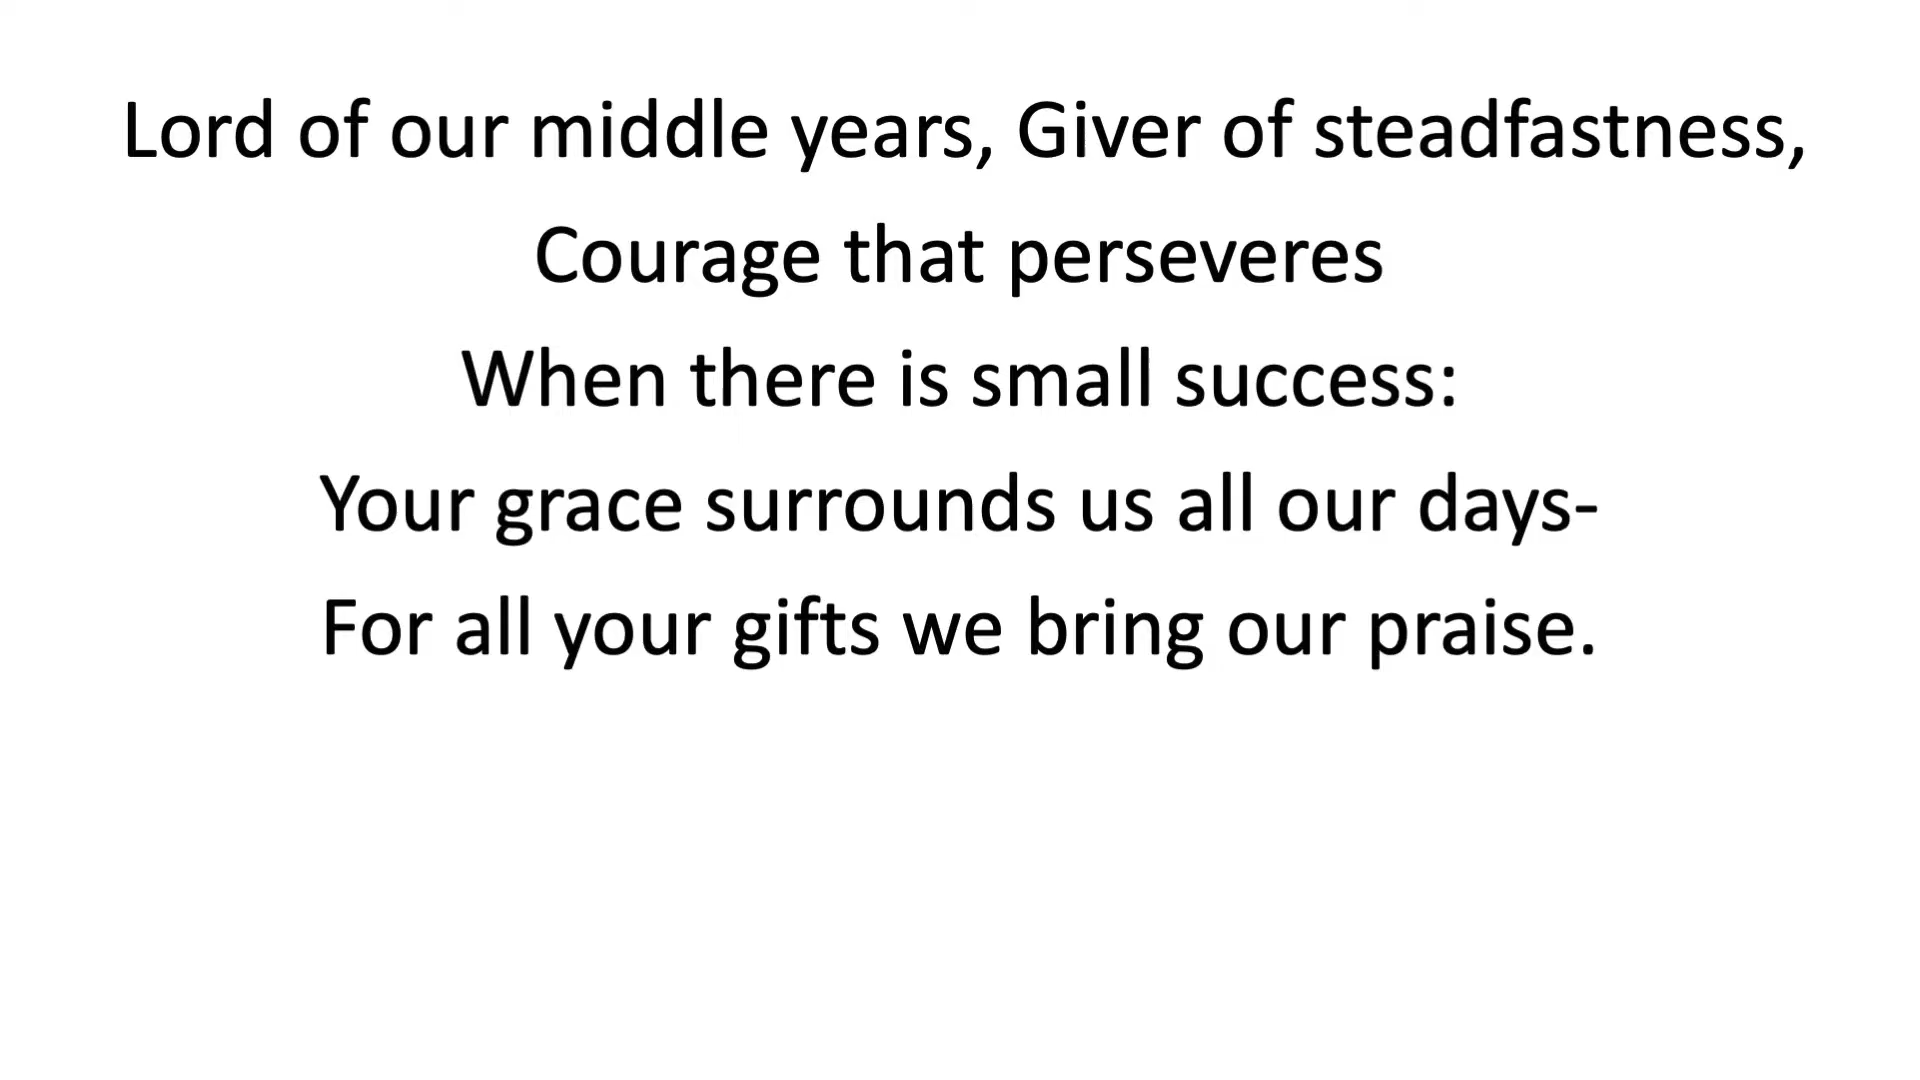 Lord of our middle years, Giver of steadfastness,
Courage that perseveres
When there is small success:
Your grace surrounds us all our days-
For all your gifts we bring our praise.